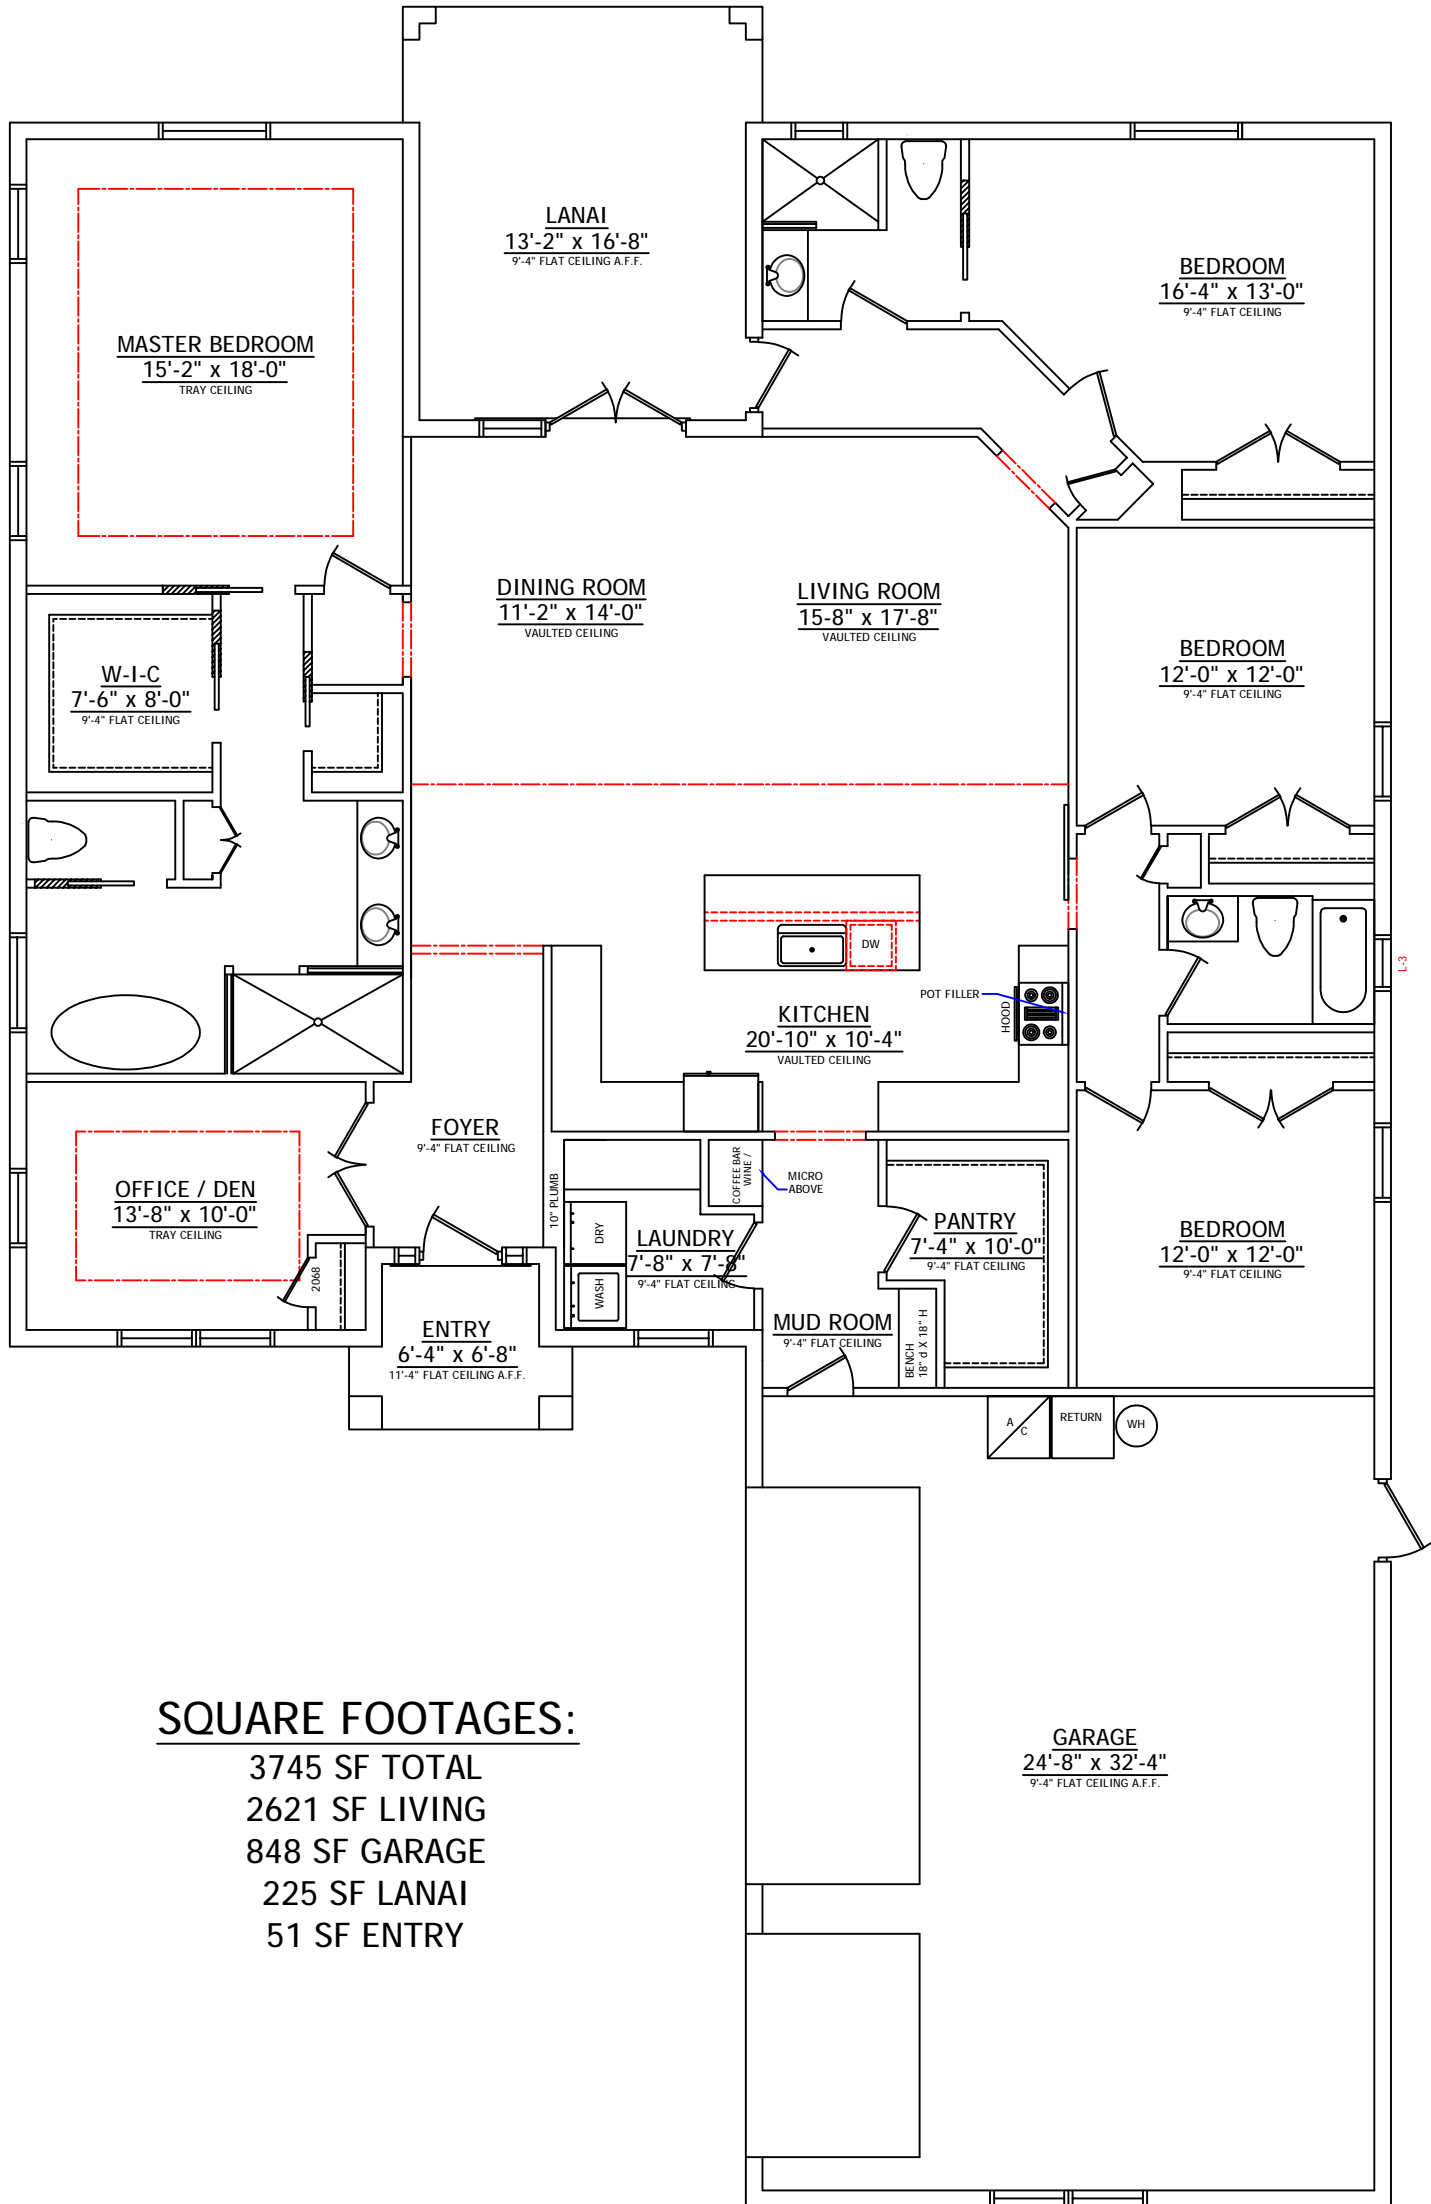 LANAI
13'-2" x 16'-8"
9'-4" FLAT CEILING A.F.F.
BEDROOM
16'-4" x 13'-0"
9'-4" FLAT CEILING
MASTER BEDROOM
15'-2" x 18'-0"
TRAY CEILING
DINING ROOM
11'-2" x 14'-0"
VAULTED CEILING
LIVING ROOM
15-8" x 17'-8"
VAULTED CEILING
BEDROOM
12'-0" x 12'-0"
9'-4" FLAT CEILING
W-I-C
7'-6" x 8'-0"
9'-4" FLAT CEILING
DW
L-3
POT FILLER
HOOD
KITCHEN
20'-10" x 10'-4"
VAULTED CEILING
FOYER
9'-4" FLAT CEILING
10" PLUMB
COFFEE BAR
WINE /
MICRO
ABOVE
OFFICE / DEN
13'-8" x 10'-0"
TRAY CEILING
2068
DRY
WASH
LAUNDRY
7'-8" x 7'-8"
9'-4" FLAT CEILING
PANTRY
7'-4" x 10'-0"
9'-4" FLAT CEILING
BEDROOM
12'-0" x 12'-0"
9'-4" FLAT CEILING
ENTRY
6'-4" x 6'-8"
11'-4" FLAT CEILING A.F.F.
MUD ROOM
9'-4" FLAT CEILING
BENCH
18" d X 18" H
A
C
RETURN
WH
GARAGE
24'-8" x 32'-4"
9'-4" FLAT CEILING A.F.F.
SQUARE FOOTAGES:
3745 SF TOTAL
2621 SF LIVING
848 SF GARAGE
225 SF LANAI
51 SF ENTRY